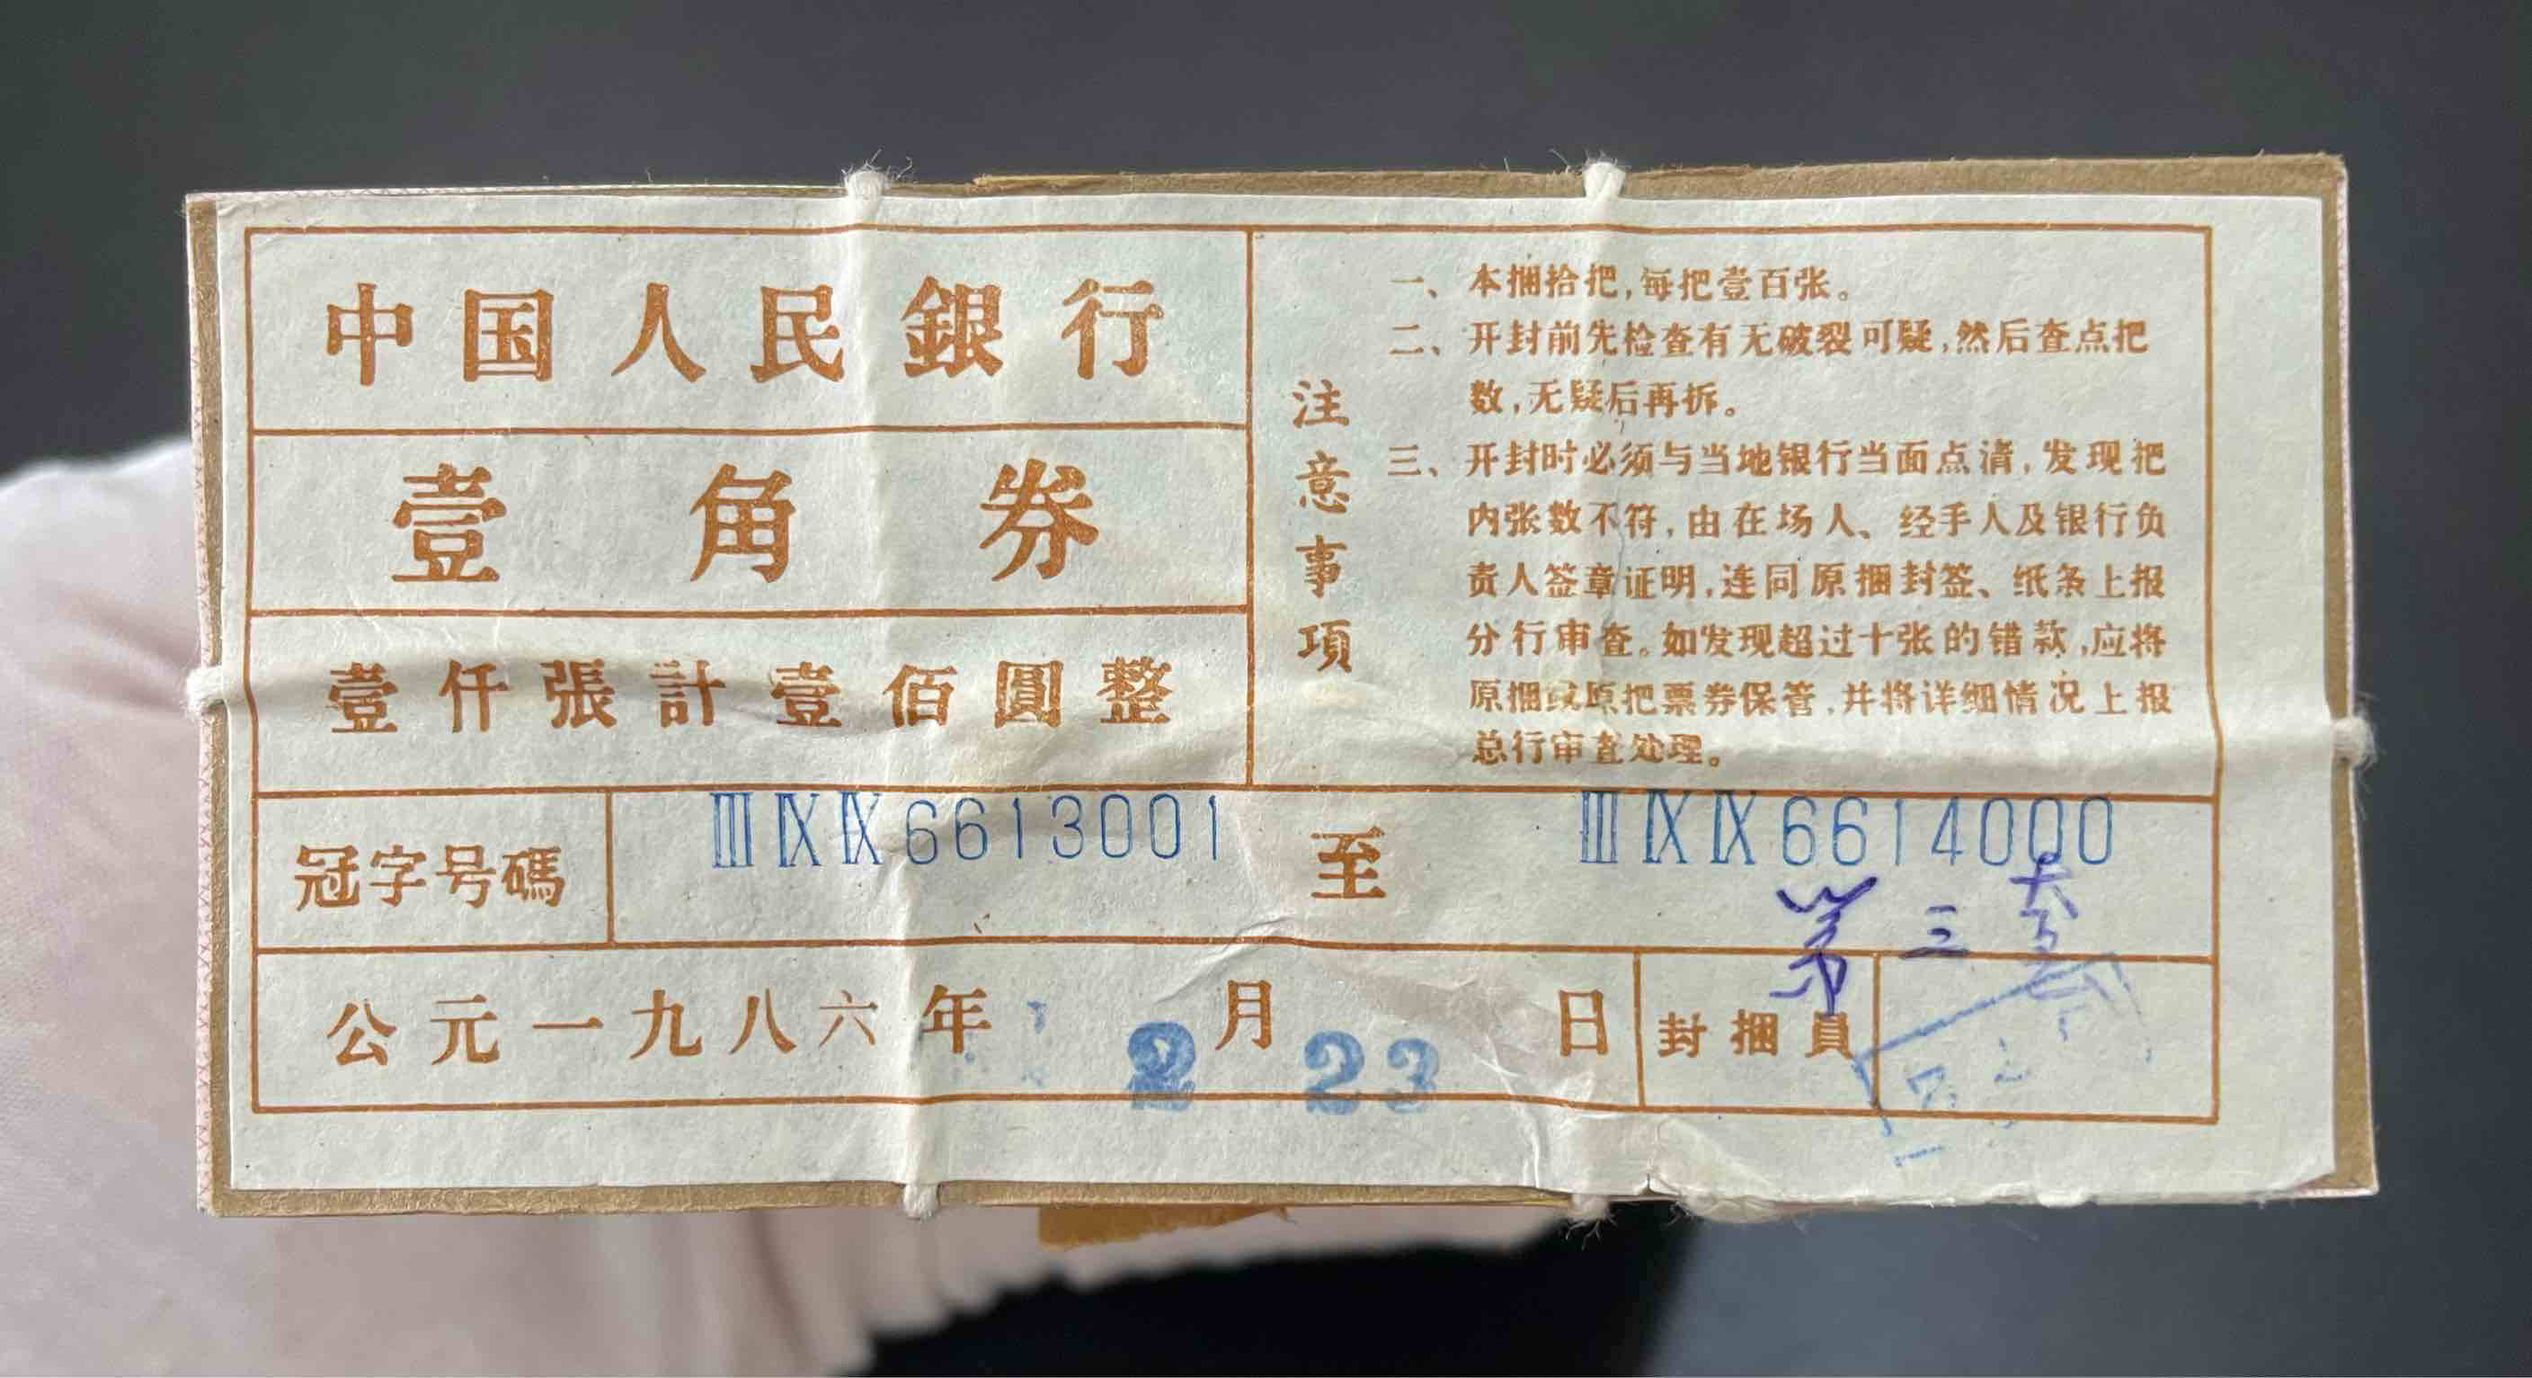 中国人民銀行
壹角券
壹仟張計壹佰圓整
注意事項
一、本捆拾把,每把壹百张。
二、开封前先检查有无破裂可疑,然后查点把
数,无疑后再拆。
三、开封时必须与当地银行当面点清,发现把
内张数不符,由在场人、经手人及银行负
责人签章证明,连同原捆封签、纸条上报
分行审查。如发现超过十张的错款,应将
原捆或原把票券保管,并将详细情况上报
总行审查处理。
冠字号碼 ⅢⅨⅨ6613001 至 ⅢⅨⅨ6614000
第三套
公元一九八六年 2 月 23 日 封捆員